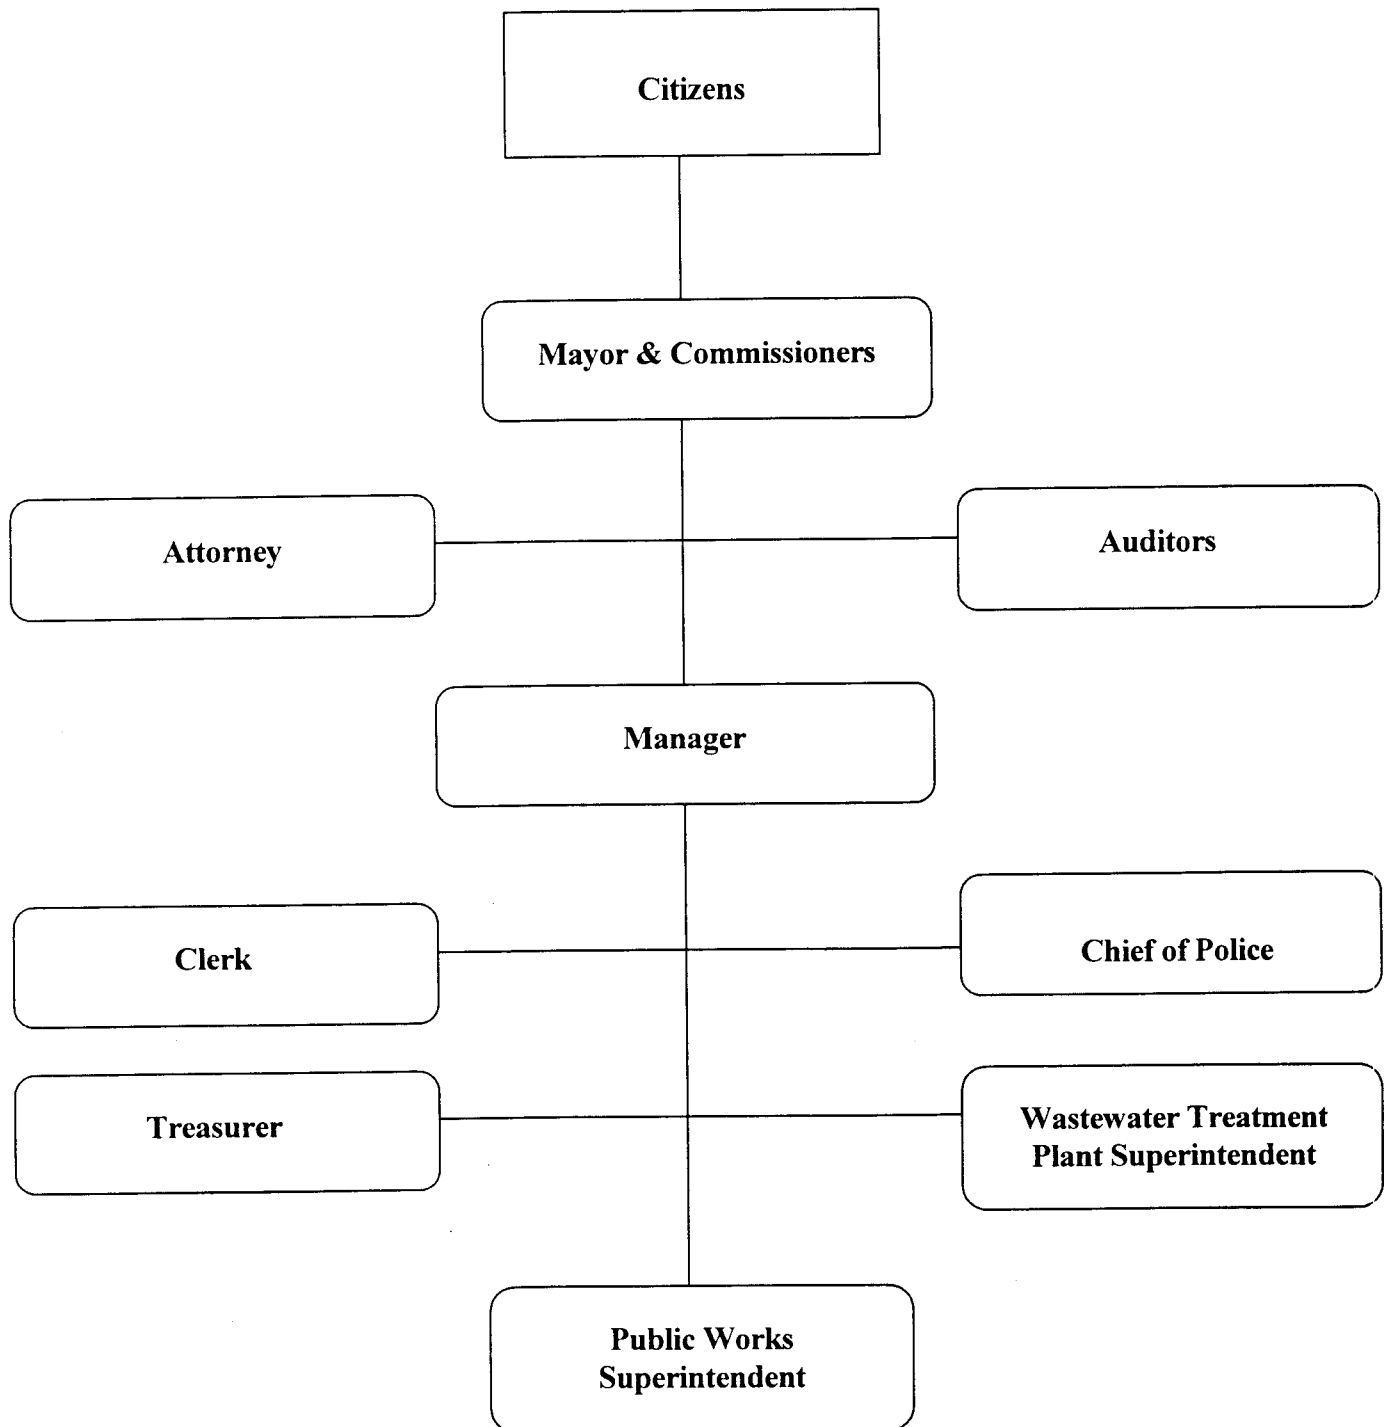 Citizens
Mayor & Commissioners
Attorney
Auditors
Manager
Clerk
Chief of Police
Treasurer
Wastewater Treatment
Plant Superintendent
Public Works
Superintendent